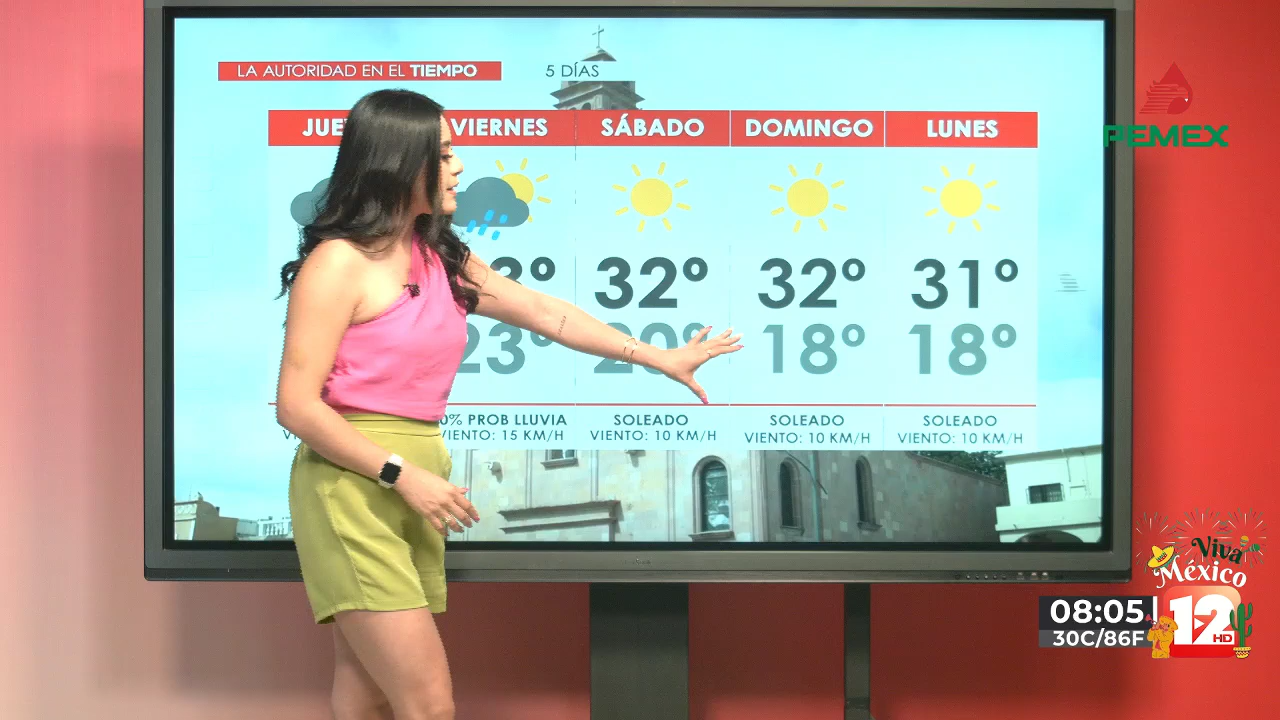 LA AUTORIDAD EN EL TIEMPO
5 DÍAS
VIERNES
SÁBADO
DOMINGO
LUNES
PEMEX
32°
32°
31°
23°
20°
18°
18°
PROB LLUVIA
SOLEADO
SOLEADO
SOLEADO
15 KM/H
VIENTO: 10 KM/H
VIENTO: 10 KM/H
VIENTO: 10 KM/H
Viva
México
08:05
12
HD
30C/86F